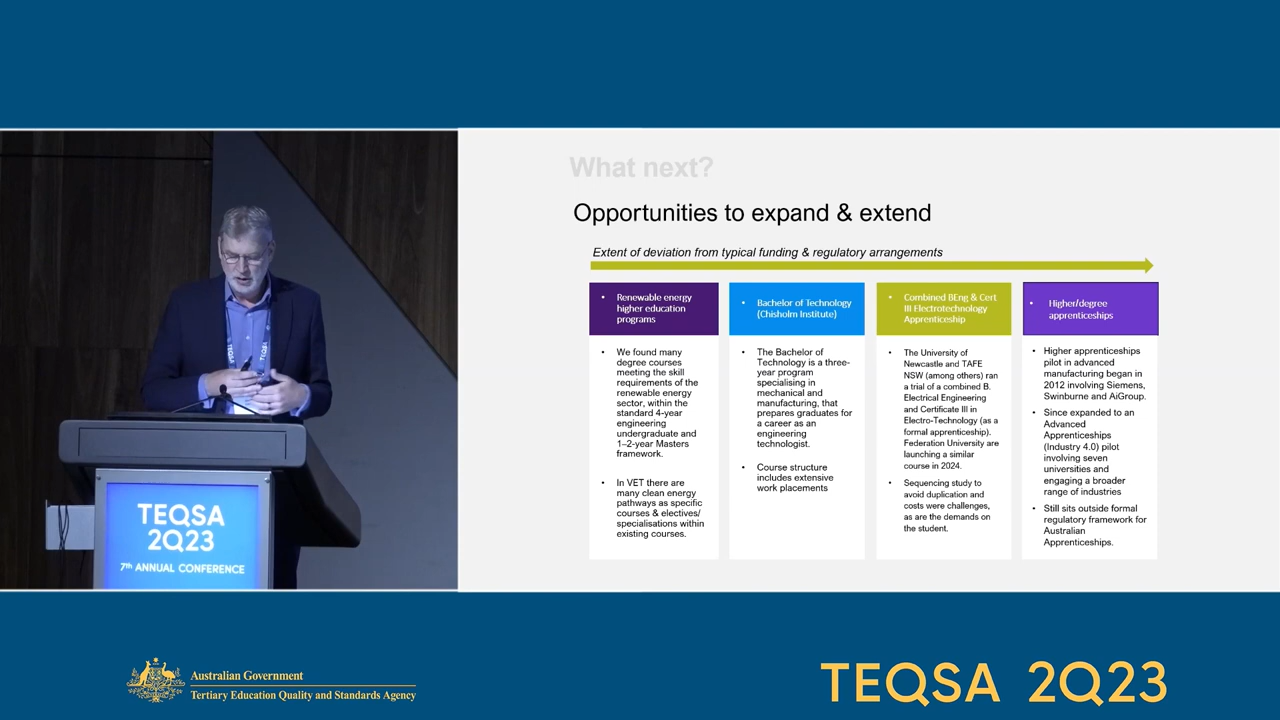 What next?
Opportunities to expand & extend
Extent of deviation from typical funding & regulatory arrangements
• Renewable energy
higher education
programs
• We found many
degree courses
meeting the skill
requirements of the
renewable energy
sector, within the
standard 4-year
engineering
undergraduate and
1–2-year Masters
framework.
• In VET there are
many clean energy
pathways as specific
courses & electives/
specialisations within
existing courses.
• Bachelor of Technology
(Chisholm Institute)
• The Bachelor of
Technology is a three-
year program
specialising in
mechanical and
manufacturing, that
prepares graduates for
a career as an
engineering
technologist.
• Course structure
includes extensive
work placements
• Combined BEng & Cert
III Electrotechnology
Apprenticeship
• The University of
Newcastle and TAFE
NSW (among others) ran
a trial of a combined B.
Electrical Engineering
and Certificate III in
Electro-Technology (as a
formal apprenticeship).
Federation University are
launching a similar
course in 2024.
• Sequencing study to
avoid duplication and
costs were challenges,
as are the demands on
the student.
• Higher/degree
apprenticeships
• Higher apprenticeships
pilot in advanced
manufacturing began in
2012 involving Siemens,
Swinburne and AiGroup.
• Since expanded to an
Advanced
Apprenticeships
(Industry 4.0) pilot
involving seven
universities and
engaging a broader
range of industries
• Still sits outside formal
regulatory framework for
Australian
Apprenticeships.
TEQSA
TEQSA
2Q23
7th ANNUAL CONFERENCE
Australian Government
Tertiary Education Quality and Standards Agency
TEQSA 2Q23